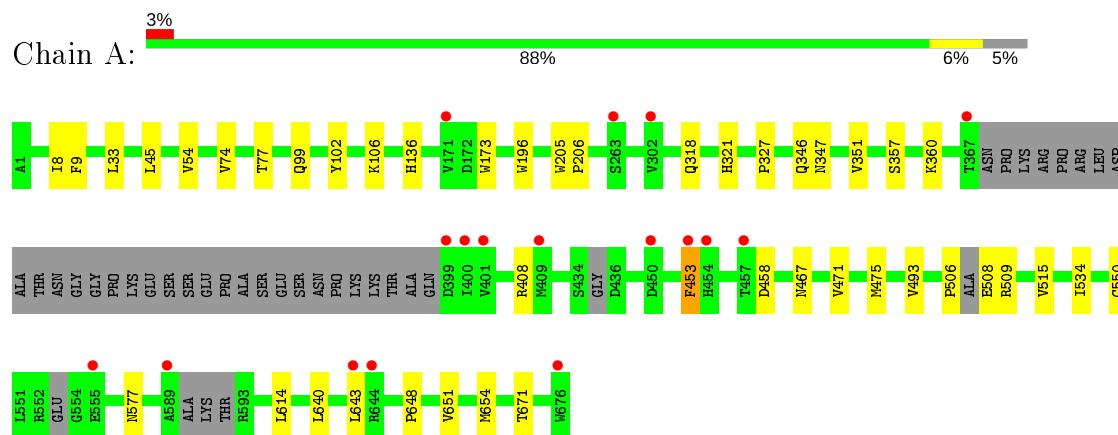 3%
Chain A:
88% 6% 5%
A1 I8 F9 L33 L45 V54 V74 T77 Q99 Y102 K106 H136 V171 D172 W173 W196 W205 P206 S263 V302 Q318 H321 P327 Q346 N347 V351 S357 K360 T367 ASN PRO LYS ARG PRO ARG LEU ASP
ALA THR ASN GLY GLY PRO LYS GLU SER SER GLU PRO ALA SER GLU SER ASN PRO LYS LYS THR ALA GLN D399 I400 V401 R408 M409 S434 GLY D436 D450 F453 H454 T457 D458 N467 V471 M475 V493 P506 ALA E508 R509 V515 I534 G550
L551 R552 GLU G554 E555 N577 A589 ALA LYS THR R593 L614 L640 L643 R644 P648 V651 M654 T671 W676